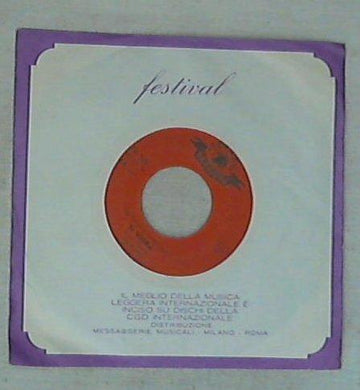 festival
IL MEGLIO DELLA MUSICA
LEGGERA INTERNAZIONALE È
INCISO SU DISCHI DELLA
CGD INTERNAZIONALE
DISTRIBUZIONE
MESSAGGERIE MUSICALI - MILANO - ROMA